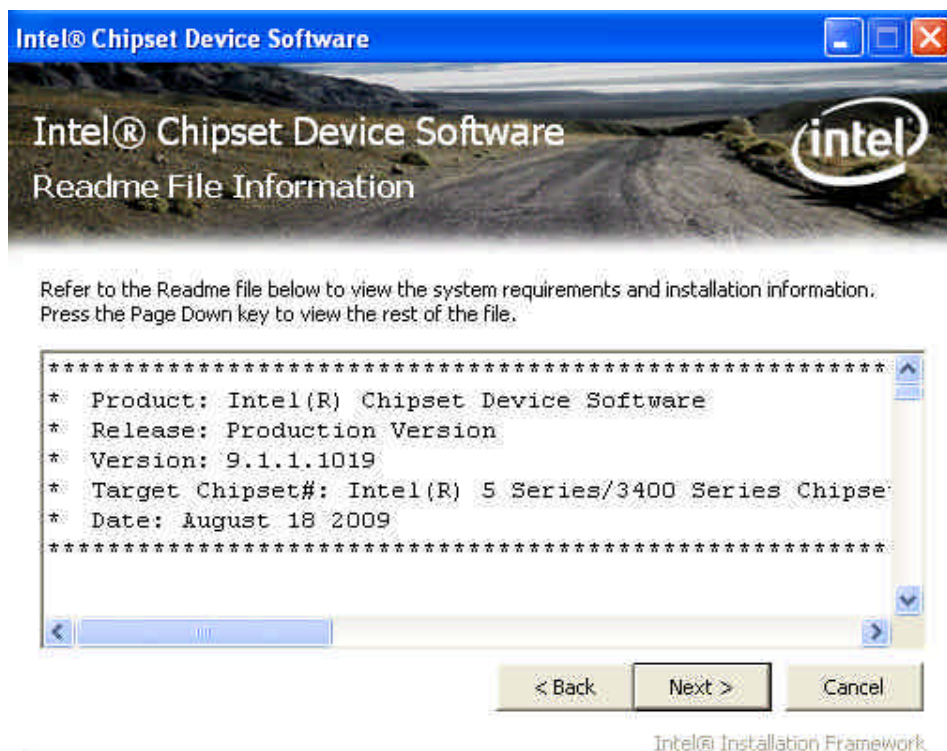 Intel® Chipset Device Software
Intel® Chipset Device Software
intel
Readme File Information
Refer to the Readme file below to view the system requirements and installation information.
Press the Page Down key to view the rest of the file.
*********************************************************
* Product: Intel(R) Chipset Device Software
* Release: Production Version
* Version: 9.1.1.1019
* Target Chipset#: Intel(R) 5 Series/3400 Series Chipse
* Date: August 18 2009
*********************************************************
< Back Next > Cancel
Intel® Installation Framework